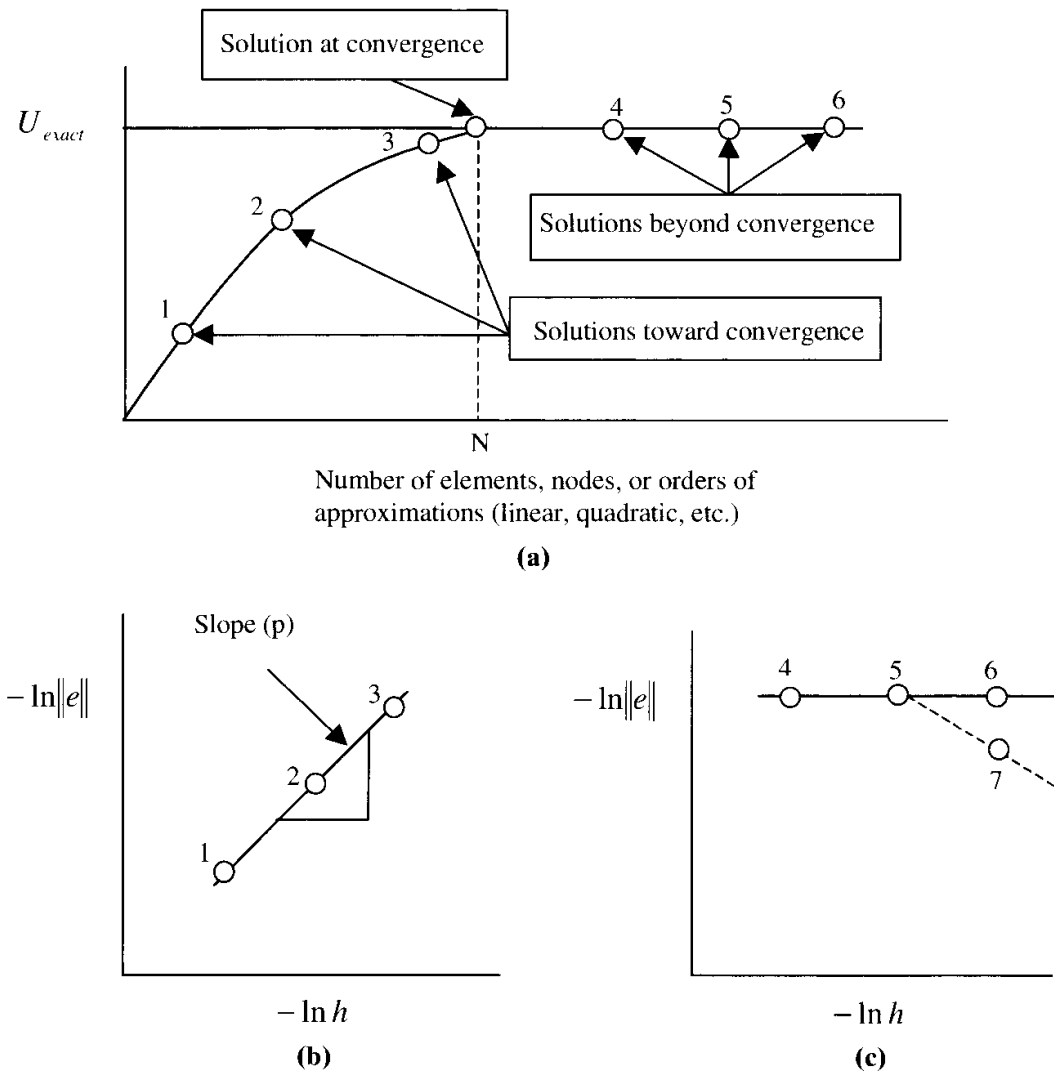 Solution at convergence
U exact
1
2
3
4
5
6
Solutions beyond convergence
Solutions toward convergence
N
Number of elements, nodes, or orders of
approximations (linear, quadratic, etc.)
(a)
Slope (p)
− ln||e||
1
2
3
− ln h
(b)
− ln||e||
4
5
6
7
− ln h
(c)